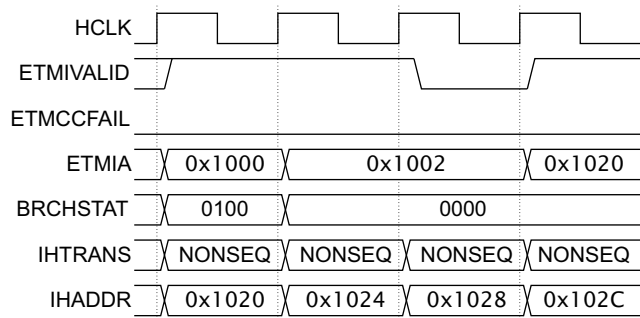 HCLK
ETMIVALID
ETMCCFAIL
ETMIA 0x1000 0x1002 0x1020
BRCHSTAT 0100 0000
IHTRANS NONSEQ NONSEQ NONSEQ NONSEQ
IHADDR 0x1020 0x1024 0x1028 0x102C